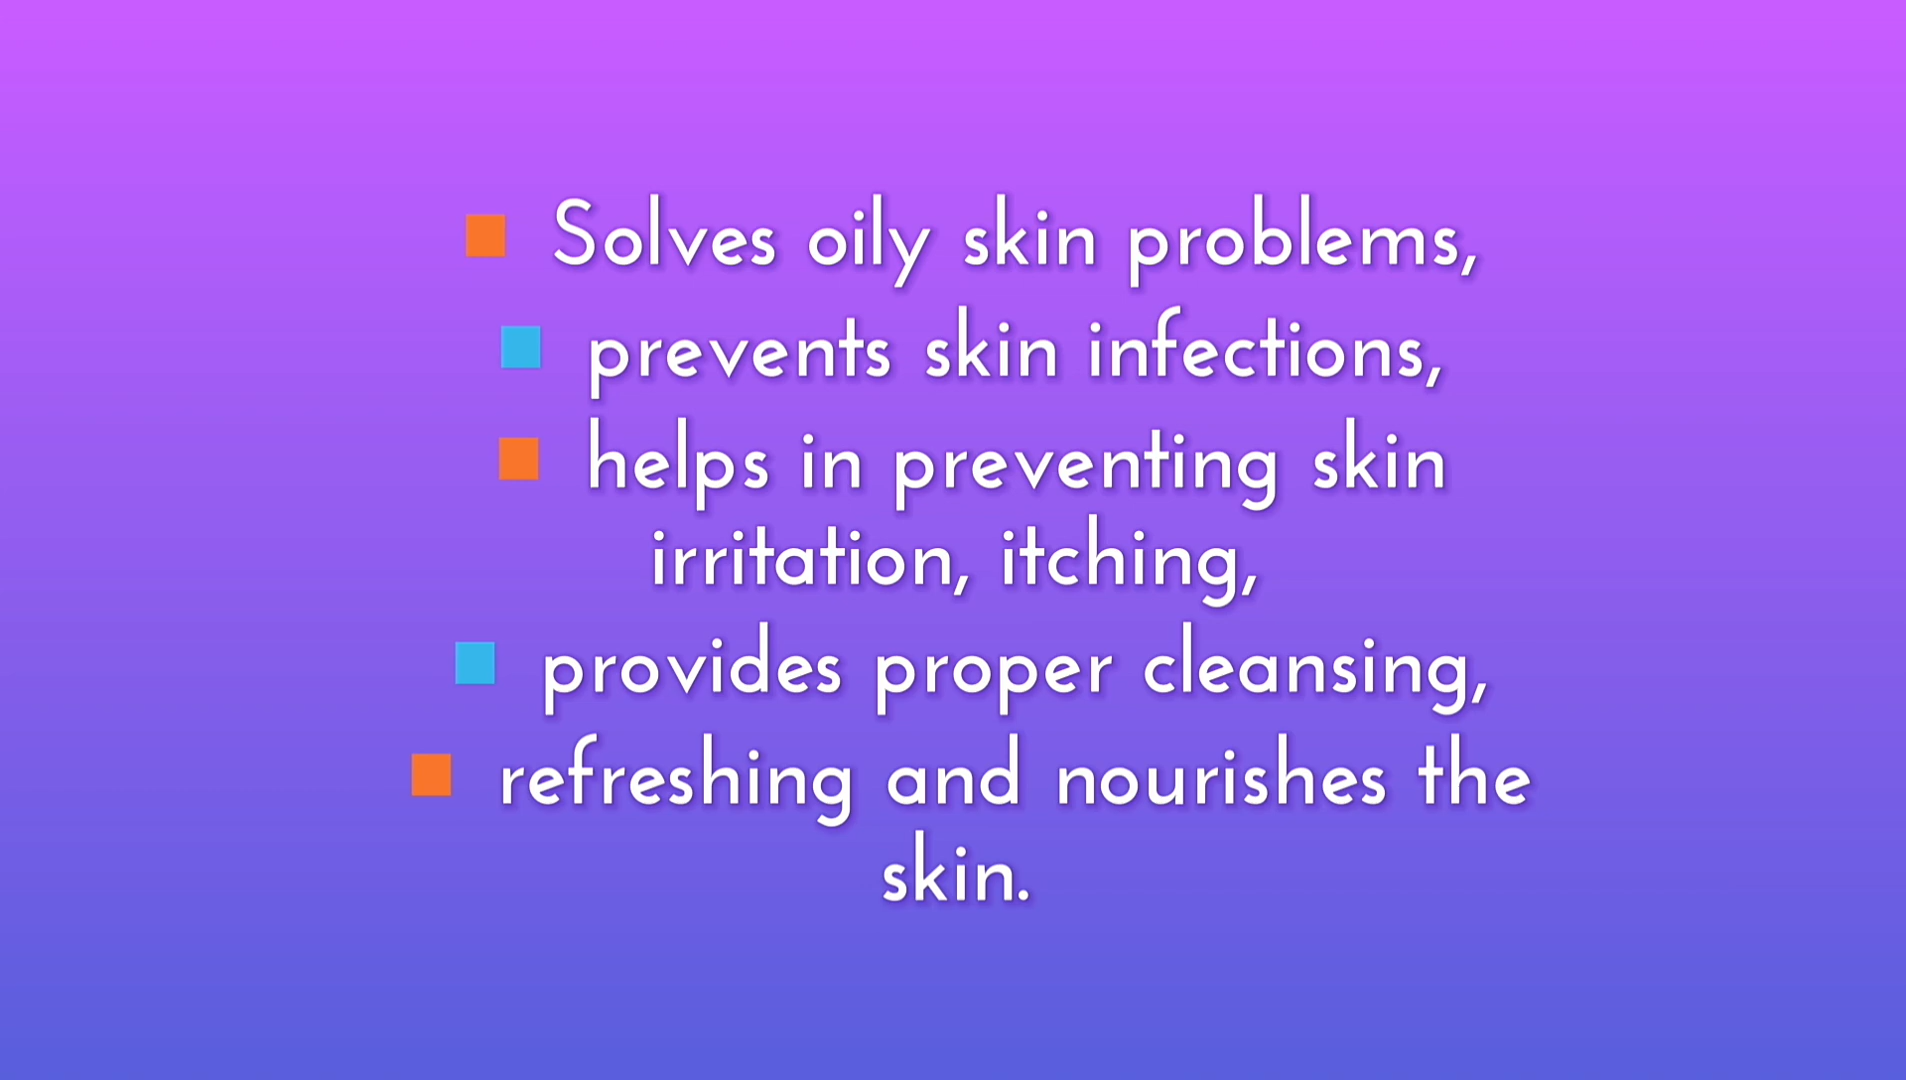 Solves oily skin problems,
prevents skin infections,
helps in preventing skin
irritation, itching,
provides proper cleansing,
refreshing and nourishes the
skin.